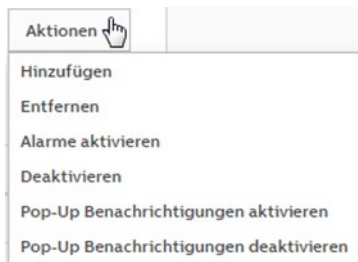 Aktionen
Hinzufügen
Entfernen
Alarme aktivieren
Deaktivieren
Pop-Up Benachrichtigungen aktivieren
Pop-Up Benachrichtigungen deaktivieren